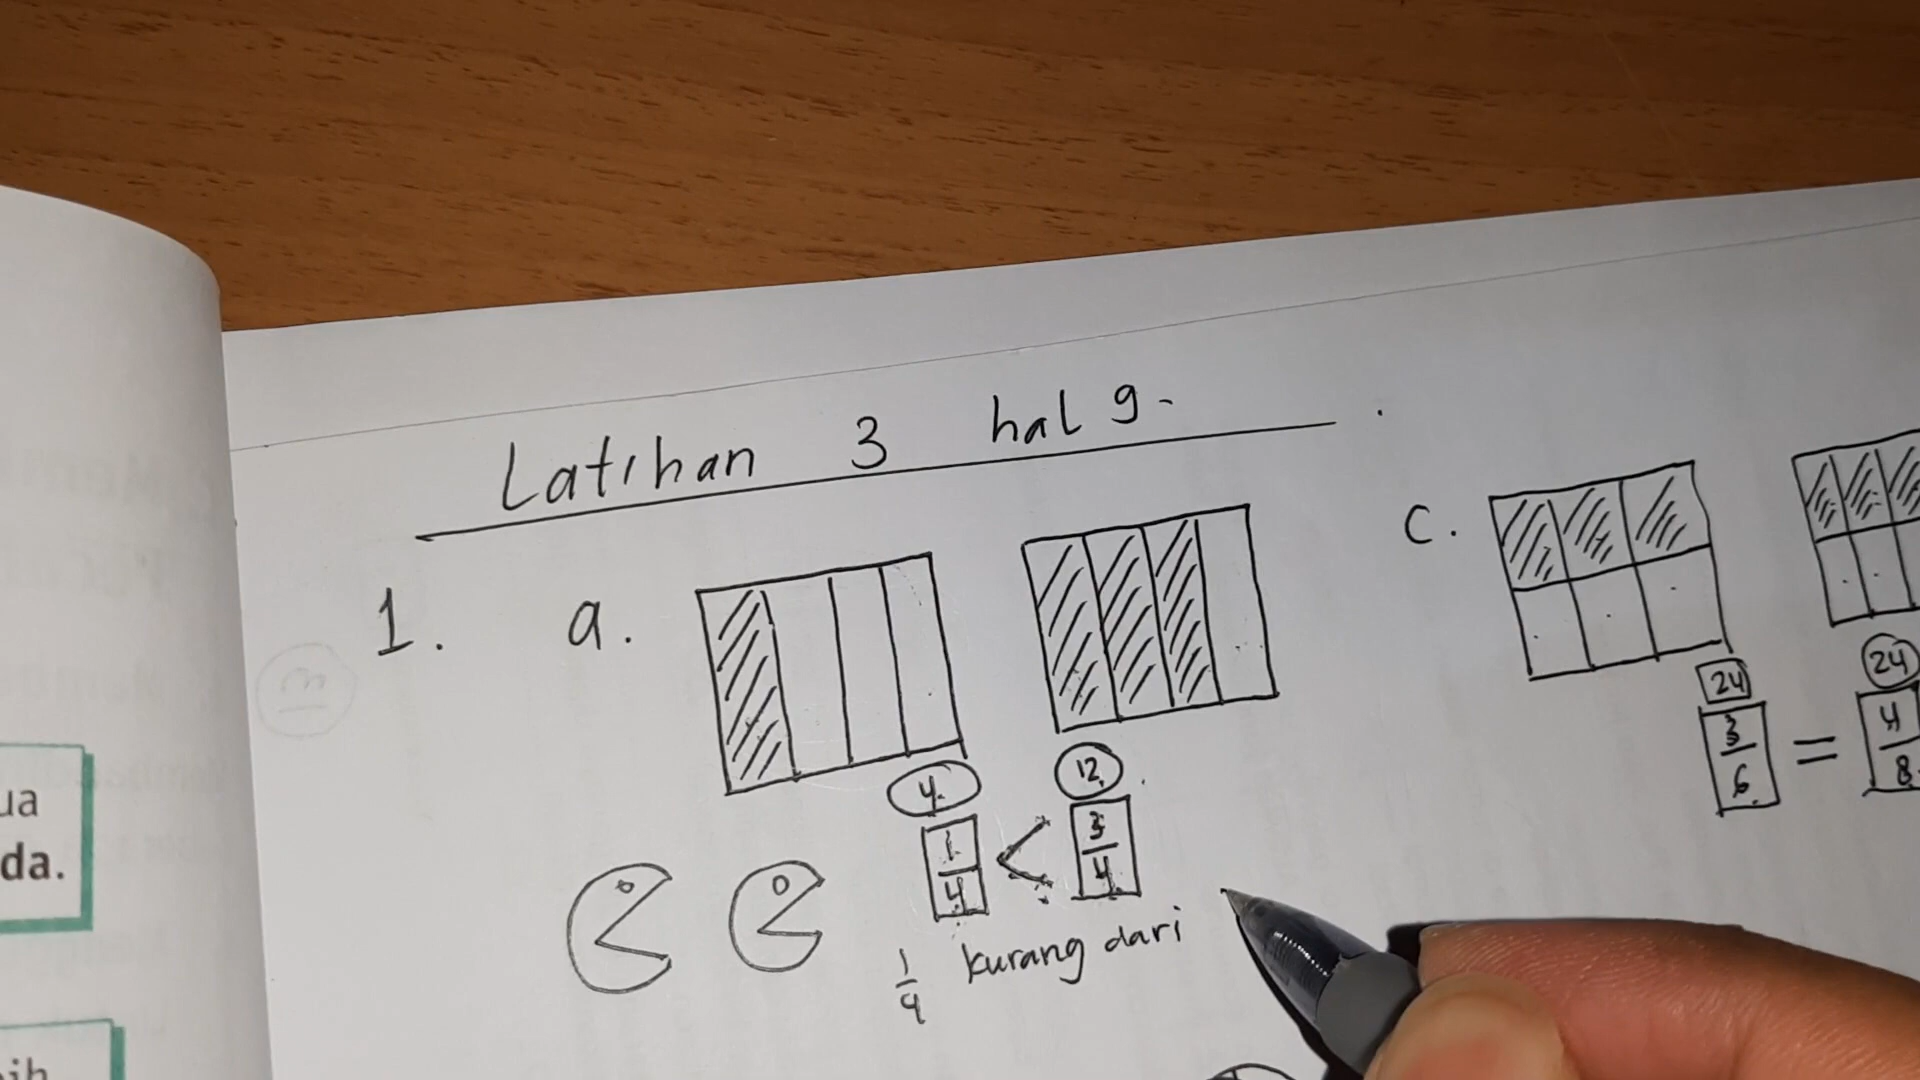 ua
da.
Latihan 3 hal 9.
1. a.
4
12
1/4 < 3/4
1/4 kurang dari
c.
24
24
3/6 = 4/8